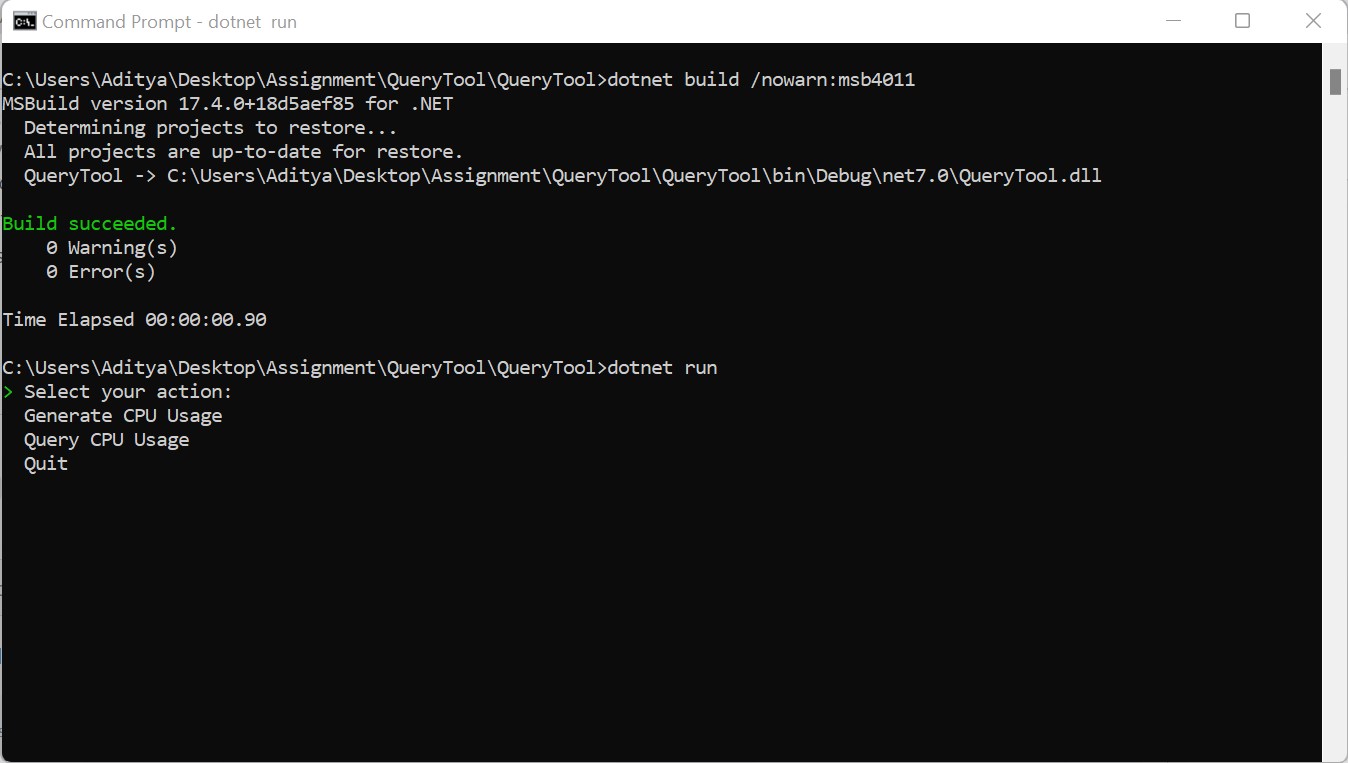 Command Prompt - dotnet  run
C:\Users\Aditya\Desktop\Assignment\QueryTool\QueryTool>dotnet build /nowarn:msb4011
MSBuild version 17.4.0+18d5aef85 for .NET
  Determining projects to restore...
  All projects are up-to-date for restore.
  QueryTool -> C:\Users\Aditya\Desktop\Assignment\QueryTool\QueryTool\bin\Debug\net7.0\QueryTool.dll
Build succeeded.
    0 Warning(s)
    0 Error(s)
Time Elapsed 00:00:00.90
C:\Users\Aditya\Desktop\Assignment\QueryTool\QueryTool>dotnet run
> Select your action:
  Generate CPU Usage
  Query CPU Usage
  Quit